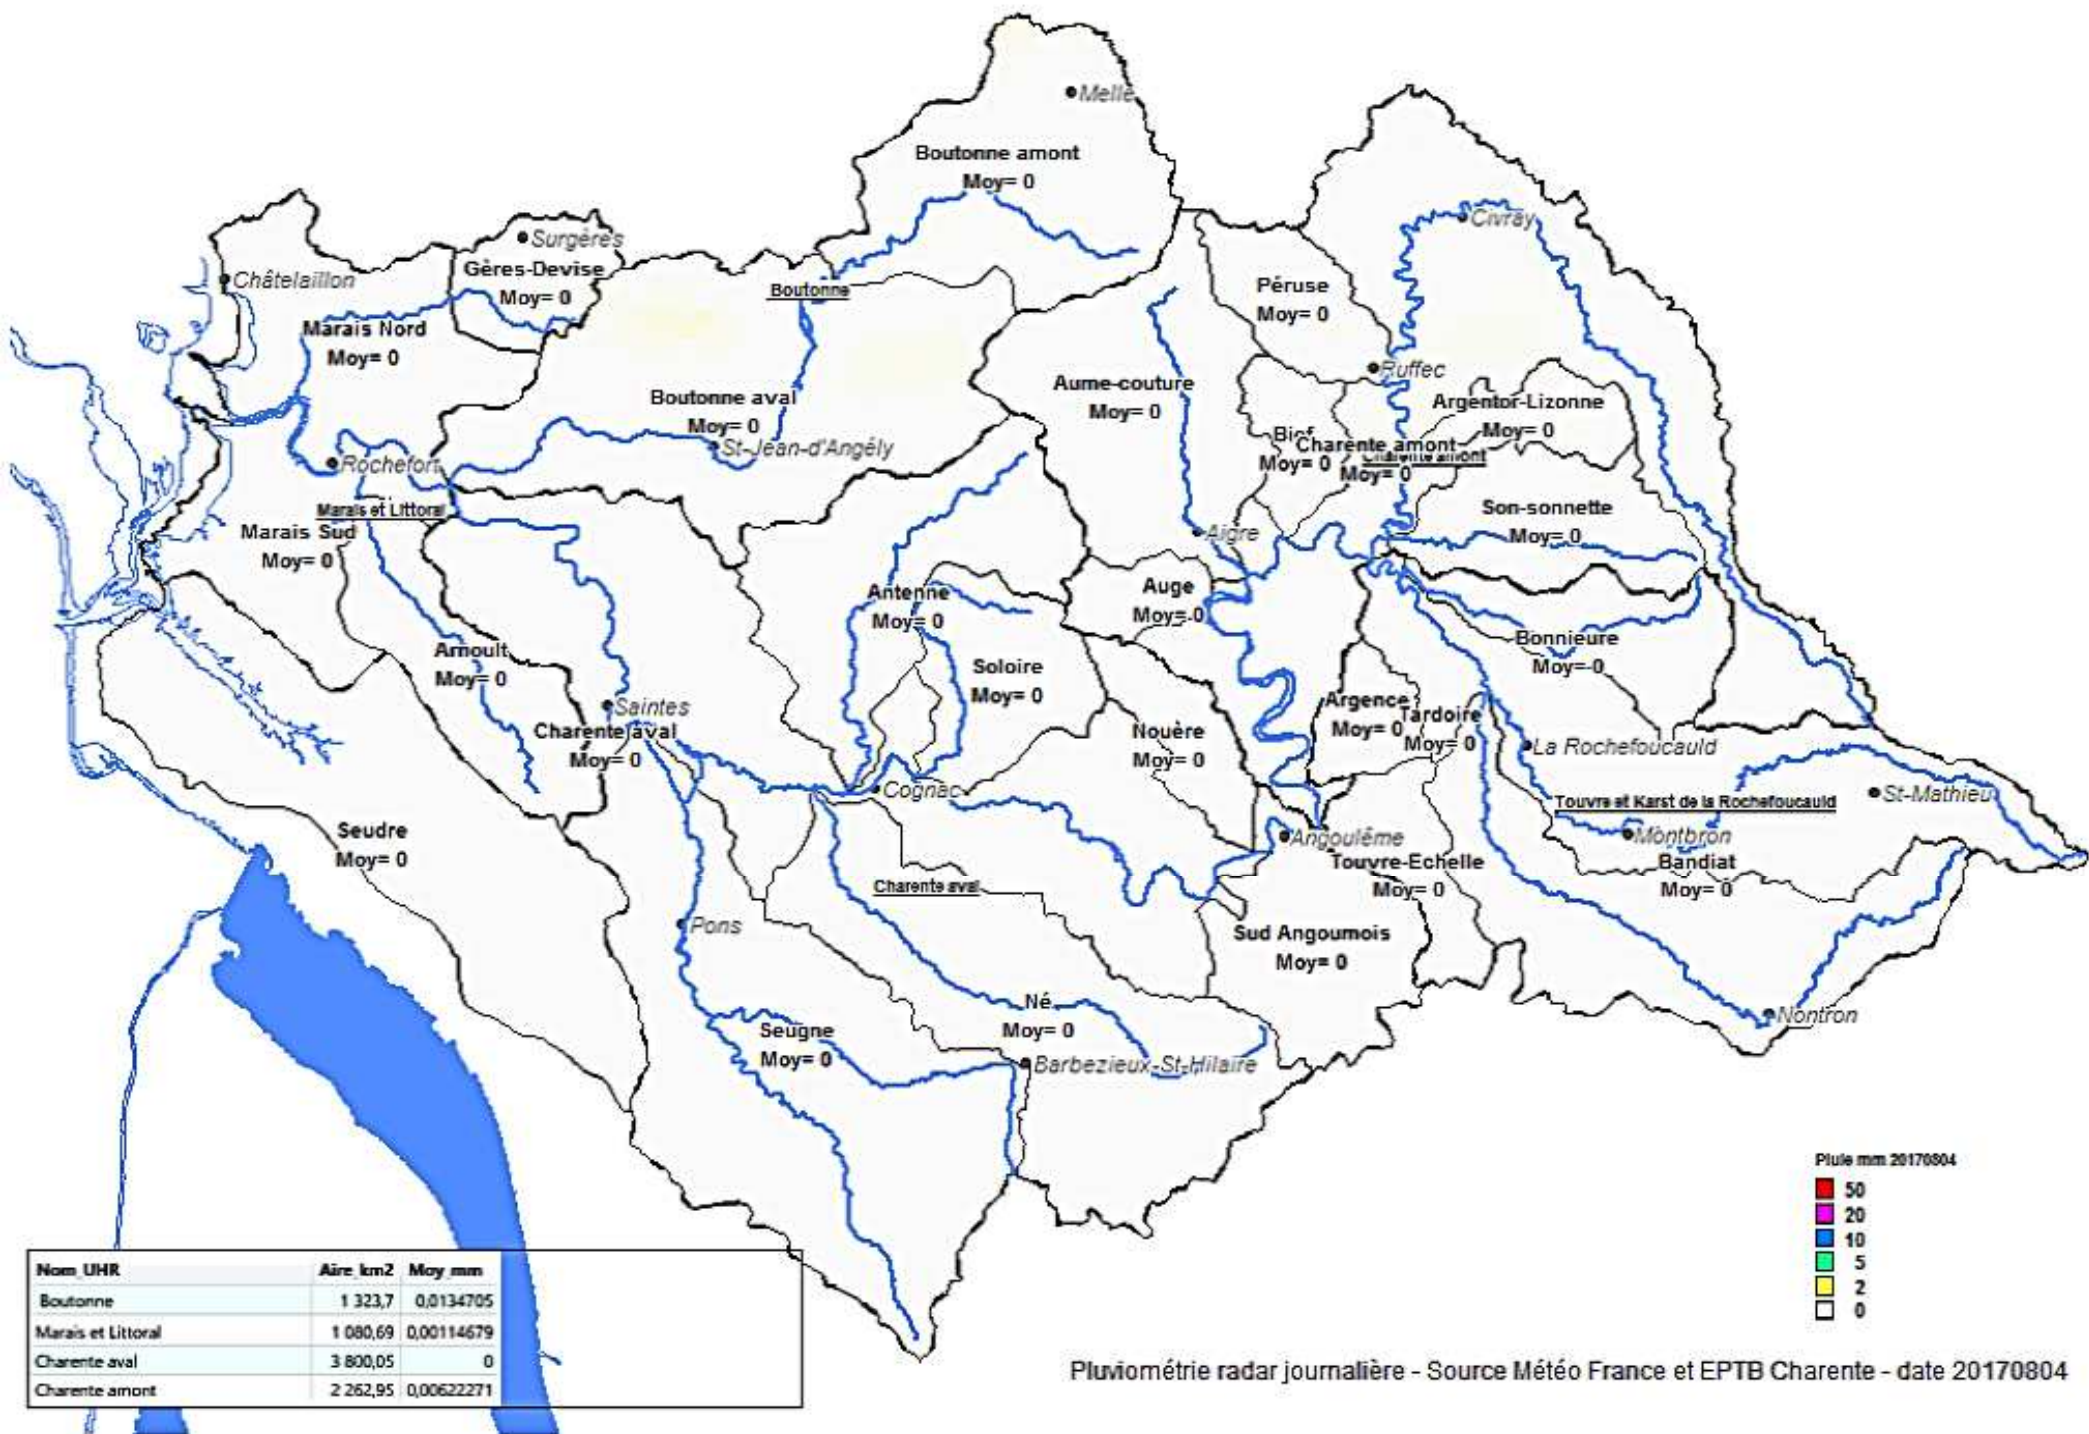 Melle
Boutonne amont
Moy= 0
Civray
Surgères
Gères-Devise
Moy= 0
Châtelaillon
Boutonne
Péruse
Moy= 0
Marais Nord
Moy= 0
Ruffec
Aume-couture
Moy= 0
Boutonne aval
Moy= 0
Argentor-Lizonne
Moy= 0
St-Jean-d'Angély
Bief
Moy= 0
Charente amont
Moy= 0
Charente amont
Rochefort
Marais et Littoral
Marais Sud
Moy= 0
Son-sonnette
Moy= 0
Aigre
Auge
Moy= 0
Antenne
Moy= 0
Bonnieure
Moy= 0
Arnoult
Moy= 0
Soloire
Moy= 0
Saintes
Charente aval
Moy= 0
Argence
Moy= 0
Tardoire
Moy= 0
Nouère
Moy= 0
La Rochefoucauld
Cognac
Touvre et Karst de la Rochefoucauld
St-Mathieu
Seudre
Moy= 0
Angoulême
Montbron
Touvre-Echelle
Moy= 0
Bandiat
Moy= 0
Charente aval
Pons
Sud Angoumois
Moy= 0
Né
Moy= 0
Nontron
Seugne
Moy= 0
Barbezieux-St-Hilaire
Pluie mm 20170804
50
20
10
5
2
0
Nom_UHR Aire_km2 Moy_mm
Boutonne 1 323,7 0,0134705
Marais et Littoral 1 080,69 0,00114679
Charente aval 3 800,05 0
Charente amont 2 262,95 0,00622271
Pluviométrie radar journalière - Source Météo France et EPTB Charente - date 20170804